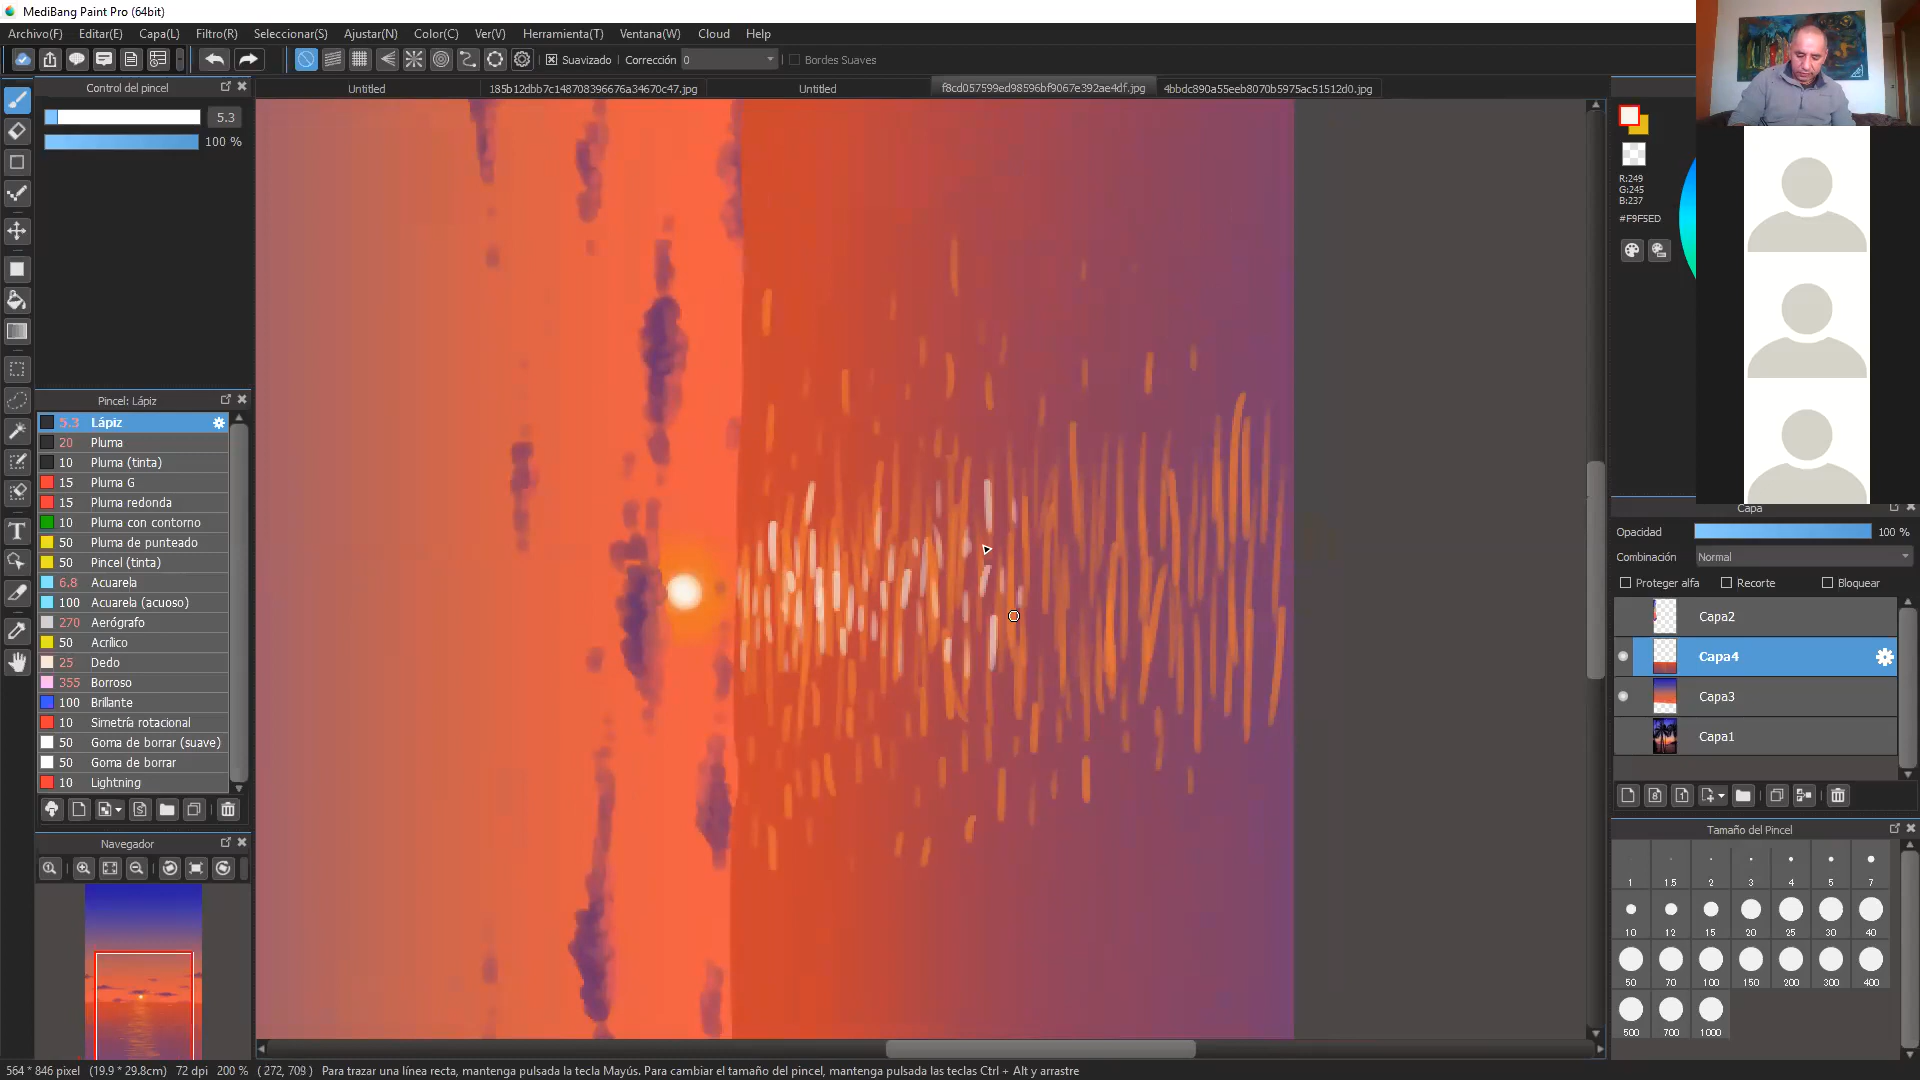 MediBang Paint Pro (64bit)
Archivo(F) Editar(E) Capa(L) Filtro(R) Seleccionar(S) Ajustar(N) Color(C) Ver(V) Herramienta(T) Ventana(W) Cloud Help
Suavizado Corrección 0 Bordes Suaves
Untitled 185b12dbb7c148708396676a34670c47.jpg Untitled f8cd057599ed98596bf9067e392ae4df.jpg 4bbdc890a55eeb8070b5975ac51512d0.jpg
Control del pincel
5.3
100 %
Pincel: Lápiz
5.3 Lápiz
20 Pluma
10 Pluma (tinta)
15 Pluma G
15 Pluma redonda
10 Pluma con contorno
50 Pluma de punteado
50 Pincel (tinta)
6.8 Acuarela
100 Acuarela (acuoso)
270 Aerógrafo
50 Acrílico
25 Dedo
355 Borroso
100 Brillante
10 Simetría rotacional
50 Goma de borrar (suave)
50 Goma de borrar
10 Lightning
Navegador
R:249
G:245
B:237
#F9F5ED
Capa
Opacidad 100 %
Combinación Normal
Proteger alfa Recorte Bloquear
Capa2
Capa4
Capa3
Capa1
Tamaño del Pincel
1 1.5 2 3 4 5 7
10 12 15 20 25 30 40
50 70 100 150 200 300 400
500 700 1000
564 * 846 pixel (19.9 * 29.8cm) 72 dpi 200 % ( 272, 709 ) Para trazar una línea recta, mantenga pulsada la tecla Mayús. Para cambiar el tamaño del pincel, mantenga pulsadas las teclas Ctrl + Alt y arrastre